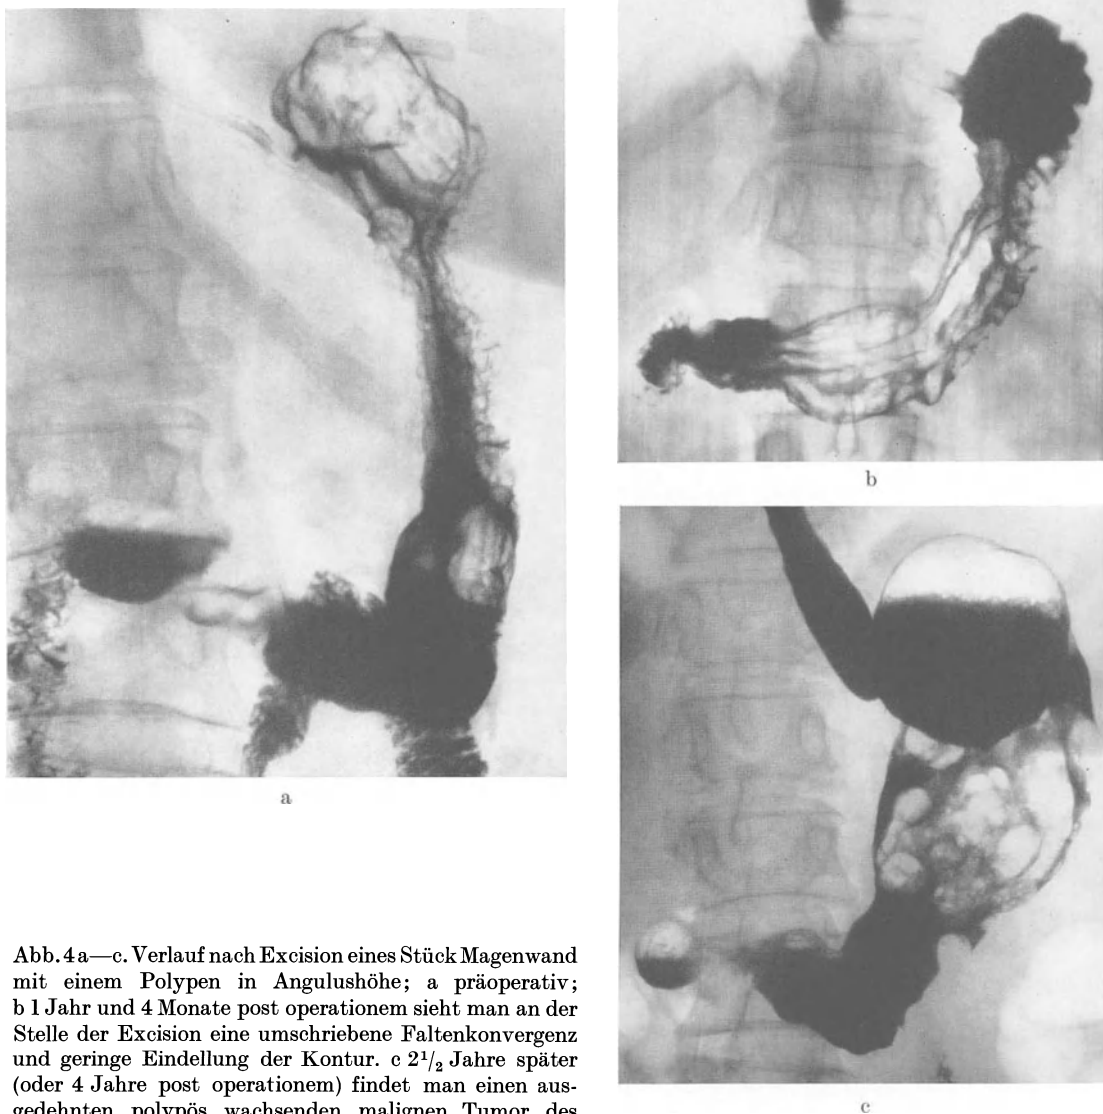 a
b
c
Abb. 4 a—c. Verlauf nach Excision eines Stück Magenwand
mit einem Polypen in Angulushöhe; a präoperativ;
b 1 Jahr und 4 Monate post operationem sieht man an der
Stelle der Excision eine umschriebene Faltenkonvergenz
und geringe Eindellung der Kontur. c 2¹/₂ Jahre später
(oder 4 Jahre post operationem) findet man einen aus-
gedehnten polypös wachsenden malignen Tumor des